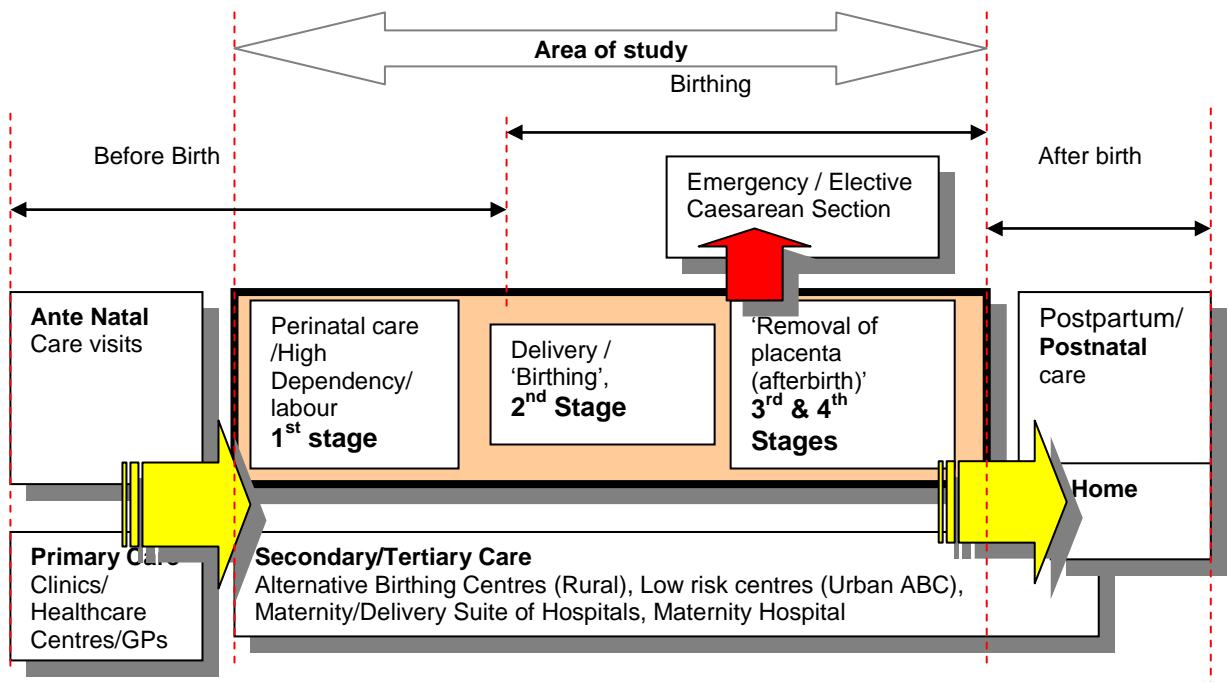 Area of study
Birthing
Before Birth
After birth
Emergency / Elective
Caesarean Section
Ante Natal
Care visits
Perinatal care
/High
Dependency/
labour
1st stage
Delivery /
‘Birthing’,
2nd Stage
‘Removal of
placenta
(afterbirth)’
3rd & 4th
Stages
Postpartum/
Postnatal
care
Home
Primary Care
Clinics/
Healthcare
Centres/GPs
Secondary/Tertiary Care
Alternative Birthing Centres (Rural), Low risk centres (Urban ABC),
Maternity/Delivery Suite of Hospitals, Maternity Hospital